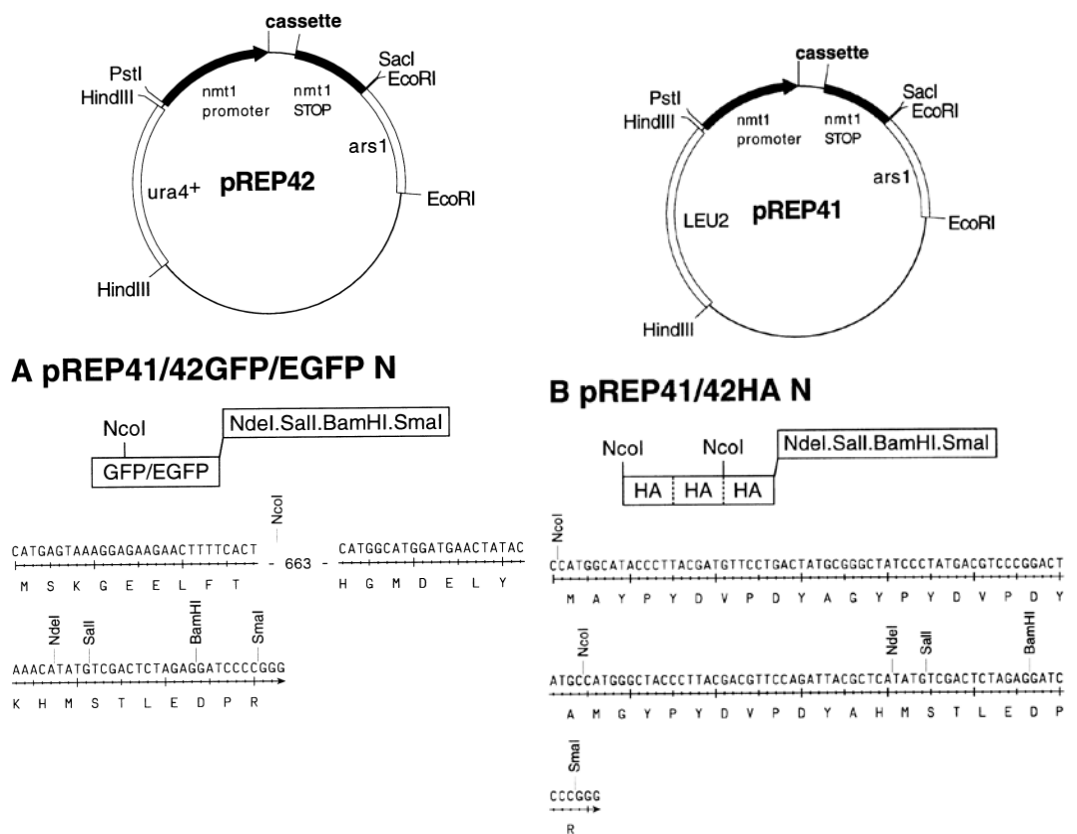 cassette
SacI
EcoRI
PstI
HindIII
nmt1
promoter
nmt1
STOP
ars1
ura4+
pREP42
EcoRI
HindIII
cassette
SacI
EcoRI
PstI
HindIII
nmt1
promoter
nmt1
STOP
ars1
LEU2
pREP41
EcoRI
HindIII
A pREP41/42GFP/EGFP N
NcoI
NdeI.SalI.BamHI.SmaI
GFP/EGFP
NcoI
CATGAGTAAAGGAGAAGAACTTTTCACT
- 663 -
CATGGCATGGATGAACTATAC
M S K G E E L F T
H G M D E L Y
NdeI
SalI
BamHI
SmaI
AAACATATGTCGACTCTAGAGGATCCCCGGG
K H M S T L E D P R
B pREP41/42HA N
NcoI
NcoI
NdeI.SalI.BamHI.SmaI
HA HA HA
NcoI
CCATGGCATACCCTTACGATGTTCCTGACTATGCGGGCTATCCCTATGACGTCCCGGACT
M A Y P Y D V P D Y A G Y P Y D V P D Y
NcoI
NdeI
SalI
BamHI
ATGCCATGGGCTACCCTTACGACGTTCCAGATTACGCTCATATGTCGACTCTAGAGGATC
A M G Y P Y D V P D Y A H M S T L E D P
SmaI
CCCGGG
R